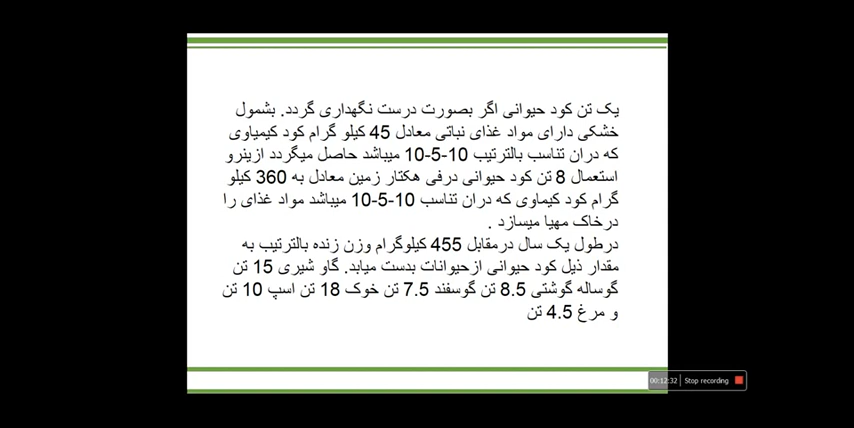 یک تن کود حیوانی اگر بصورت درست نگهداری گردد. بشمول
خشکی دارای مواد غذای نباتی معادل 45 کیلو گرام کود کیمیاوی
که دران تناسب بالترتیب 10-5-10 میباشد حاصل میگردد ازینرو
استعمال 8 تن کود حیوانی درفی هکتار زمین معادل به 360 کیلو
گرام کود کیماوی که دران تناسب 10-5-10 میباشد مواد غذای را
درخاک مهیا میسازد .
درطول یک سال درمقابل 455 کیلوگرام وزن زنده بالترتیب به
مقدار ذیل کود حیوانی ازحیوانات بدست میابد. گاو شیری 15 تن
گوساله گوشتی 8.5 تن گوسفند 7.5 تن خوک 18 تن اسپ 10 تن
و مرغ 4.5 تن
00:12:32 Stop recording